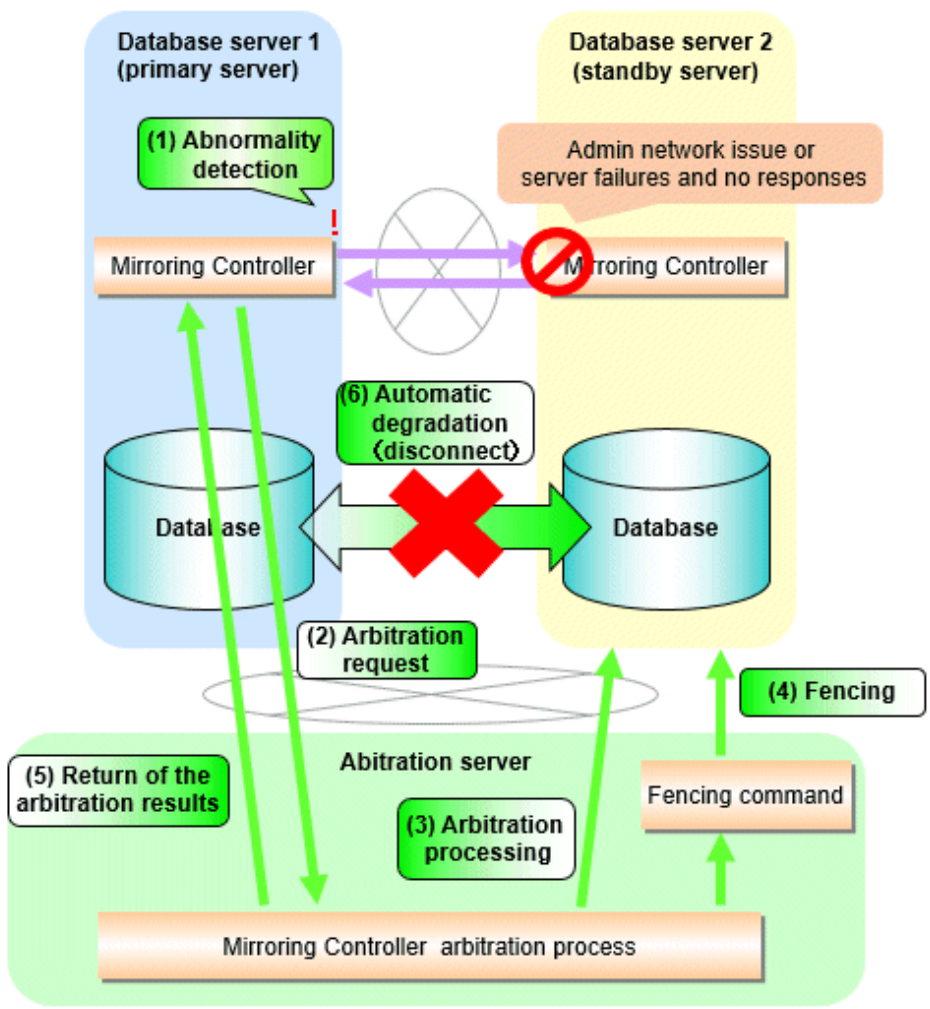 Database server 1
(primary server)
Database server 2
(standby server)
(1) Abnormality
detection
Admin network issue or
server failures and no responses
!
Mirroring Controller
Mirroring Controller
(6) Automatic
degradation
(disconnect)
Database
Database
(2) Arbitration
request
(4) Fencing
Abitration server
(5) Return of the
arbitration results
Fencing command
(3) Arbitration
processing
Mirroring Controller arbitration process